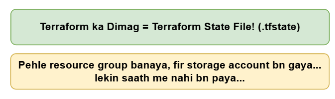 Terraform ka Dimag = Terraform State File! (.tfstate)
Pehle resource group banaya, fir storage account bn gaya...
lekin saath me nahi bn paya...